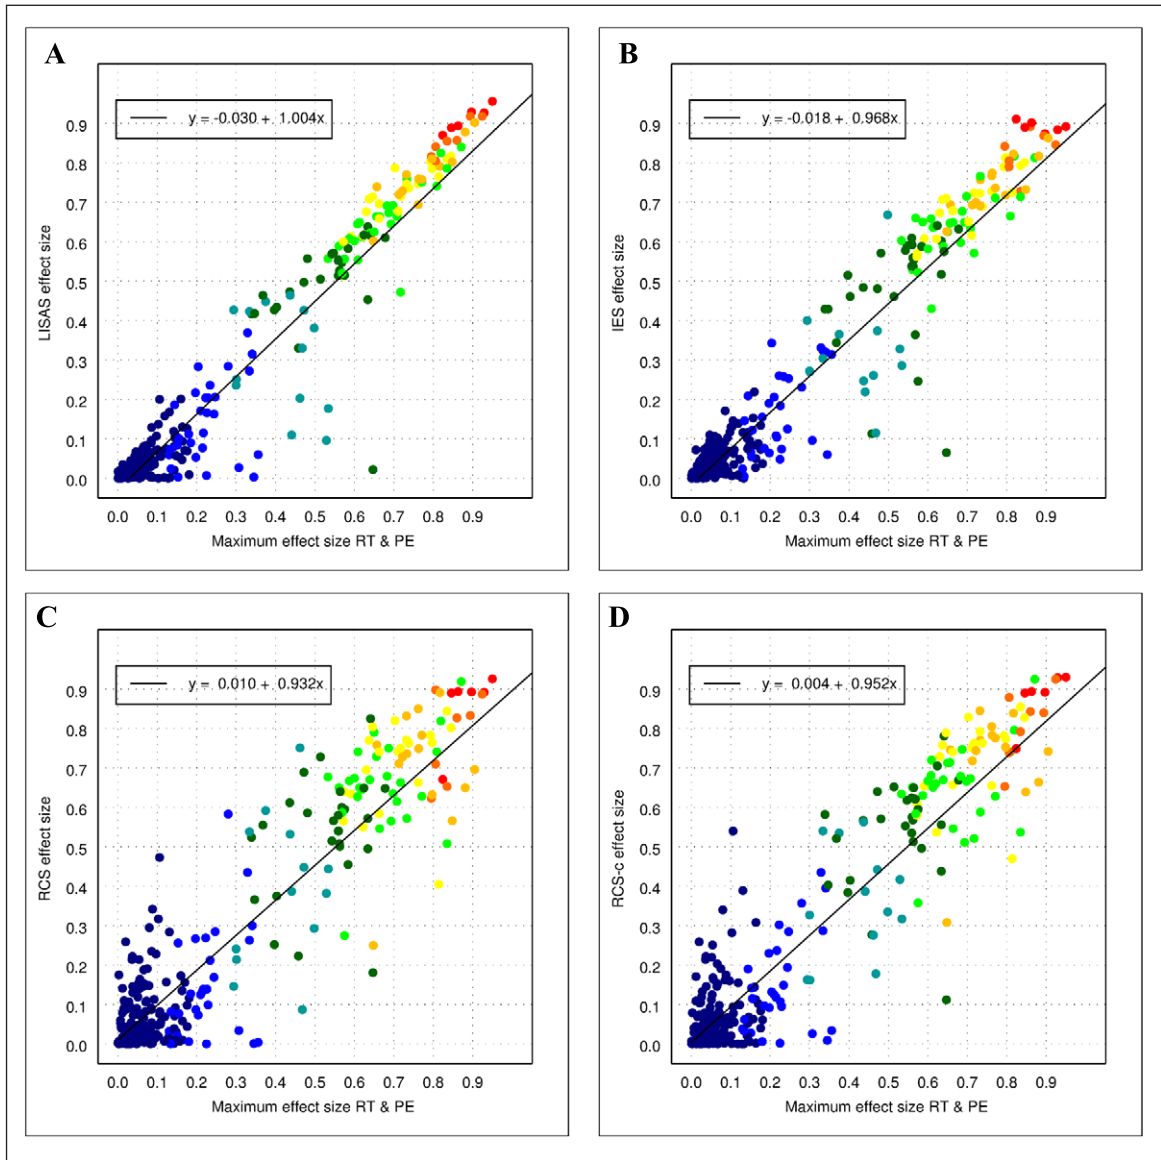 A
y = -0.030 + 1.004x
LISAS effect size
0.9
0.8
0.7
0.6
0.5
0.4
0.3
0.2
0.1
0.0
0.0 0.1 0.2 0.3 0.4 0.5 0.6 0.7 0.8 0.9
Maximum effect size RT & PE
B
y = -0.018 + 0.968x
IES effect size
0.9
0.8
0.7
0.6
0.5
0.4
0.3
0.2
0.1
0.0
0.0 0.1 0.2 0.3 0.4 0.5 0.6 0.7 0.8 0.9
Maximum effect size RT & PE
C
y = 0.010 + 0.932x
RCS effect size
0.9
0.8
0.7
0.6
0.5
0.4
0.3
0.2
0.1
0.0
0.0 0.1 0.2 0.3 0.4 0.5 0.6 0.7 0.8 0.9
Maximum effect size RT & PE
D
y = 0.004 + 0.952x
RCS-c effect size
0.9
0.8
0.7
0.6
0.5
0.4
0.3
0.2
0.1
0.0
0.0 0.1 0.2 0.3 0.4 0.5 0.6 0.7 0.8 0.9
Maximum effect size RT & PE